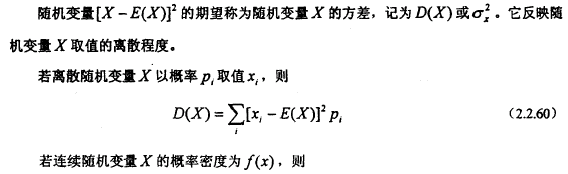 随机变量[X − E(X)]²的期望称为随机变量 X 的方差，记为 D(X) 或σₓ²。它反映随
机变量 X 取值的离散程度。
若离散随机变量 X 以概率 pᵢ 取值 xᵢ，则
D(X) = ∑ᵢ[xᵢ − E(X)]² pᵢ （2.2.60）
若连续随机变量 X 的概率密度为 f(x)，则